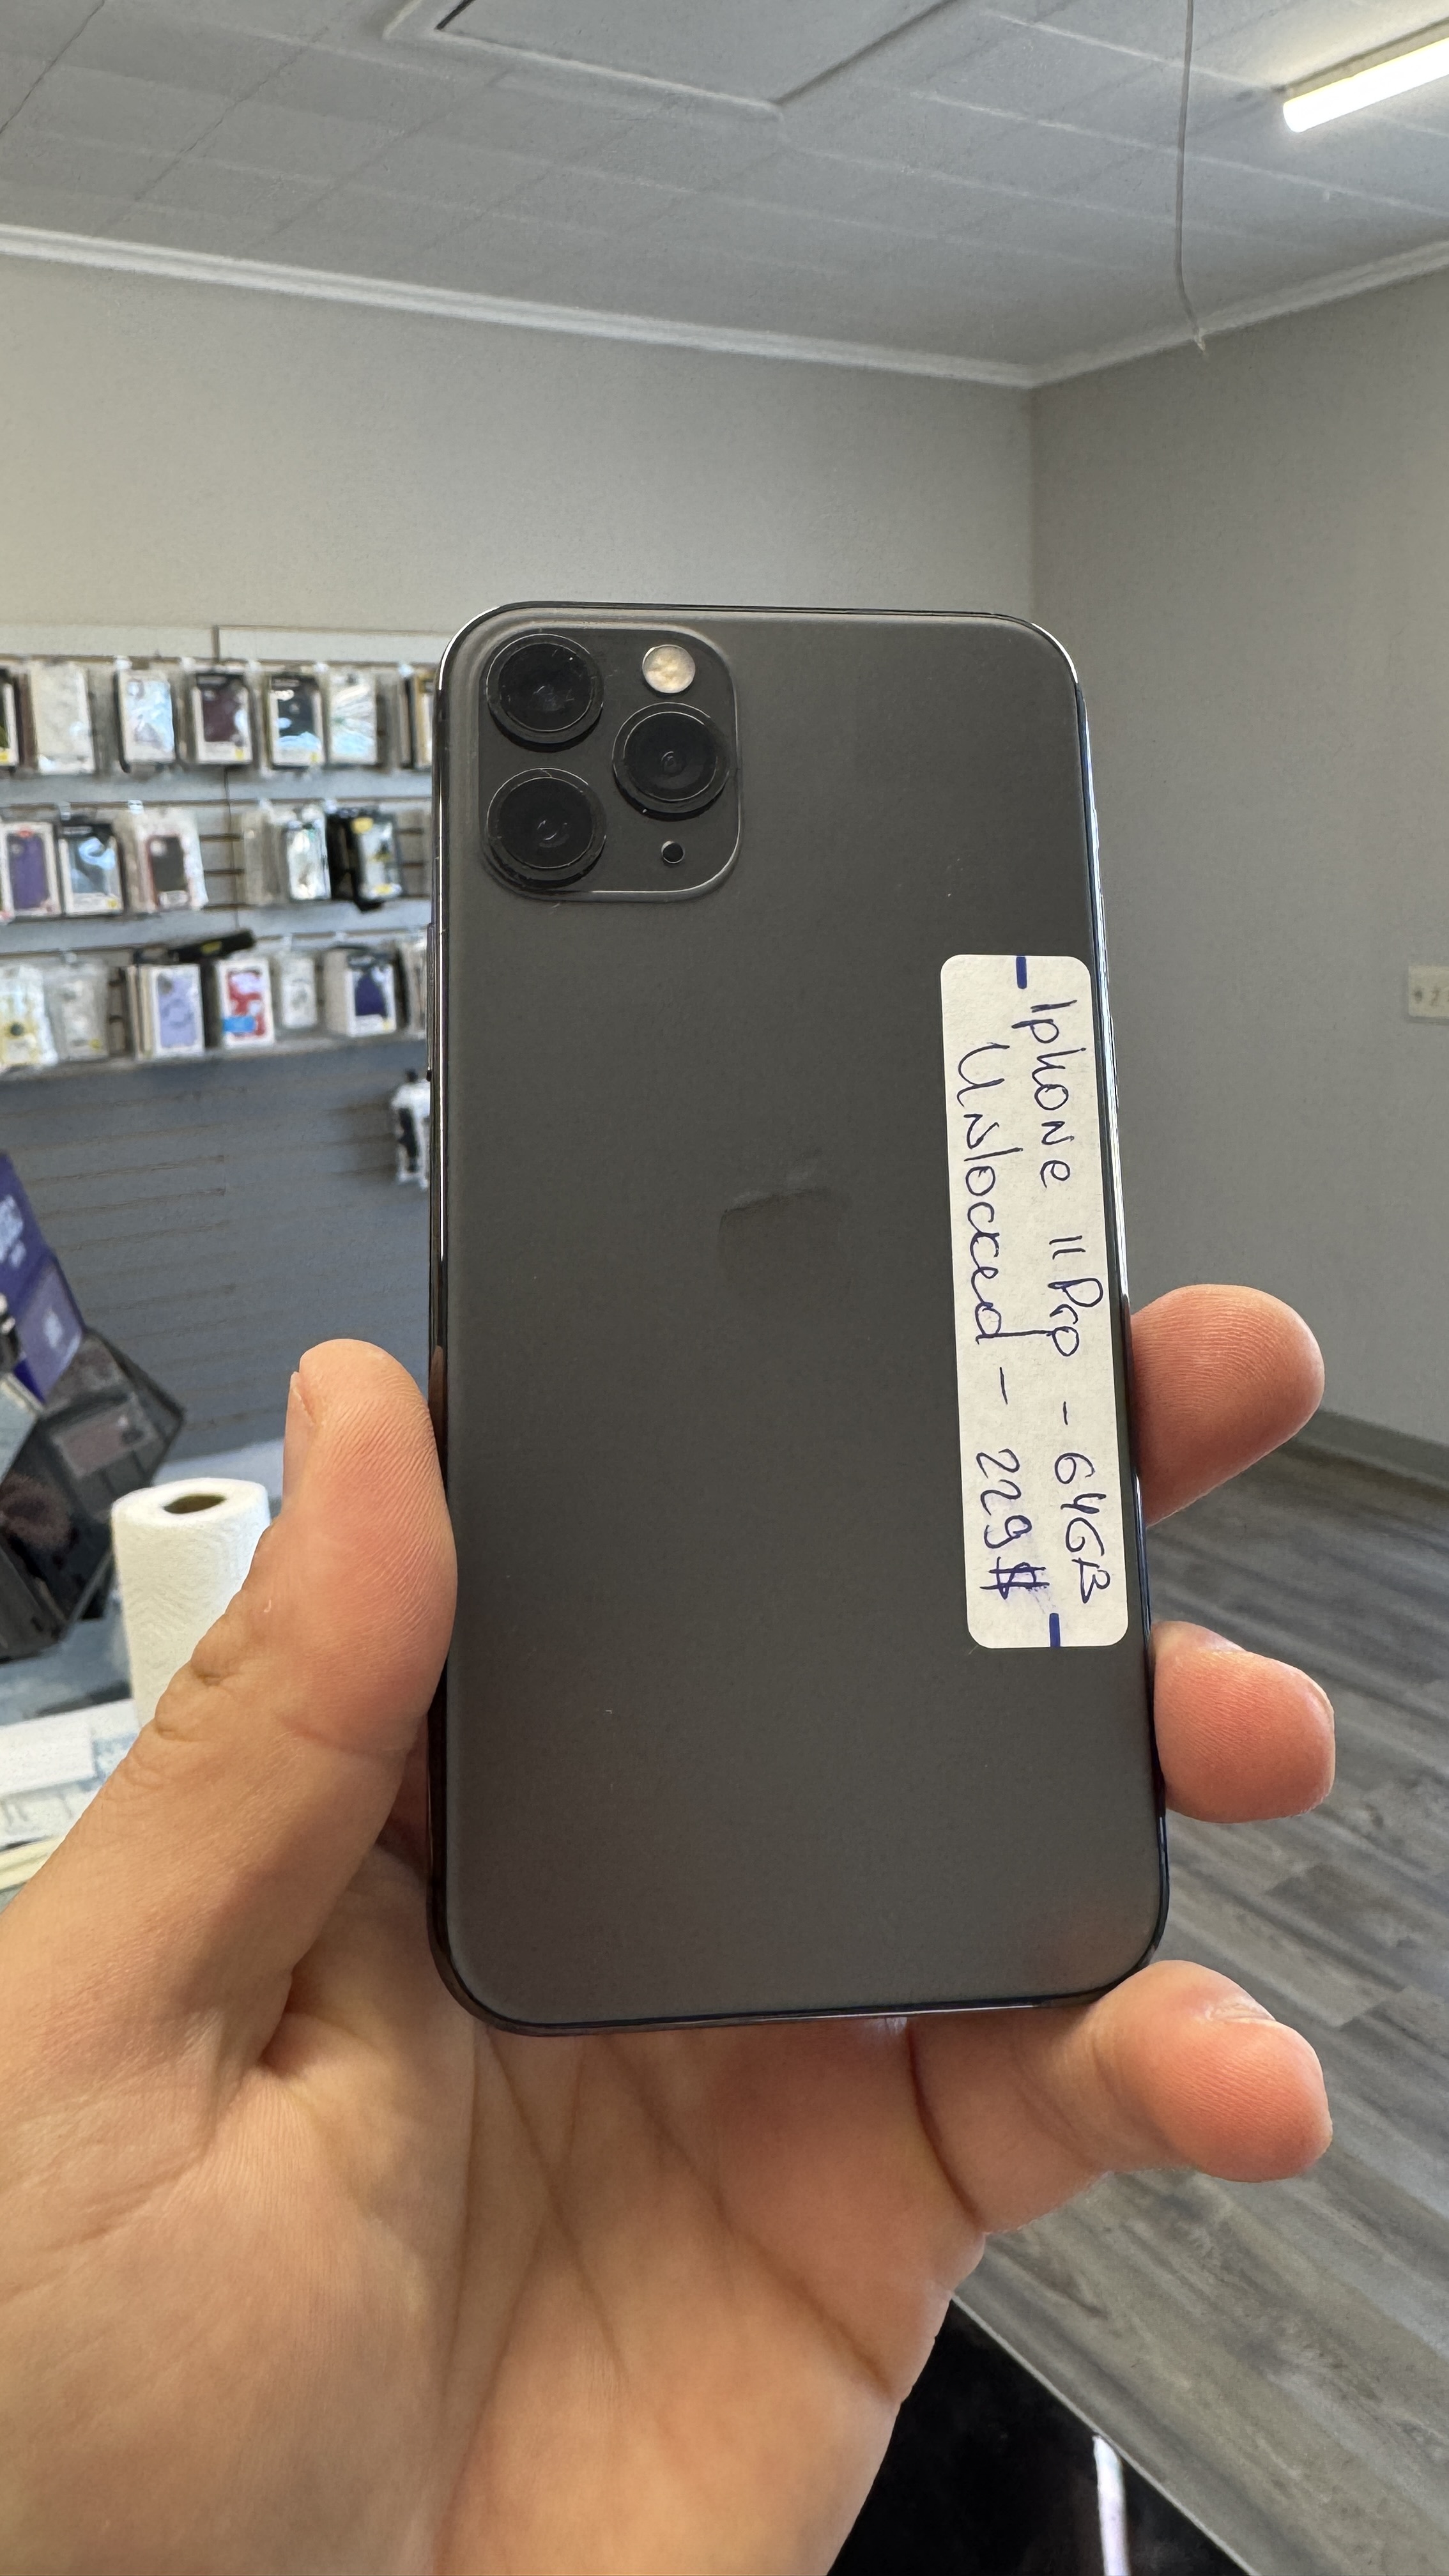 Iphone 11 Pro - 64GB
Unlocked - 229$